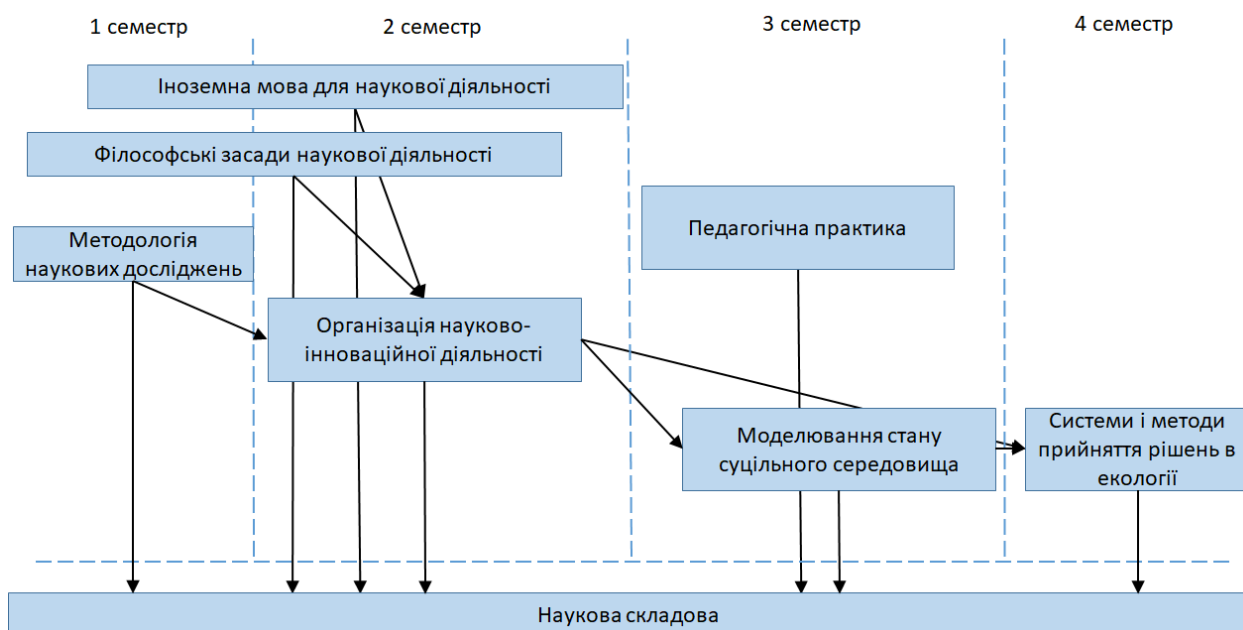 1 семестр
2 семестр
3 семестр
4 семестр
Іноземна мова для наукової діяльності
Філософські засади наукової діяльності
Методологія
наукових досліджень
Педагогічна практика
Організація науково-
інноваційної діяльності
Моделювання стану
суцільного середовища
Системи і методи
прийняття рішень в
екології
Наукова складова